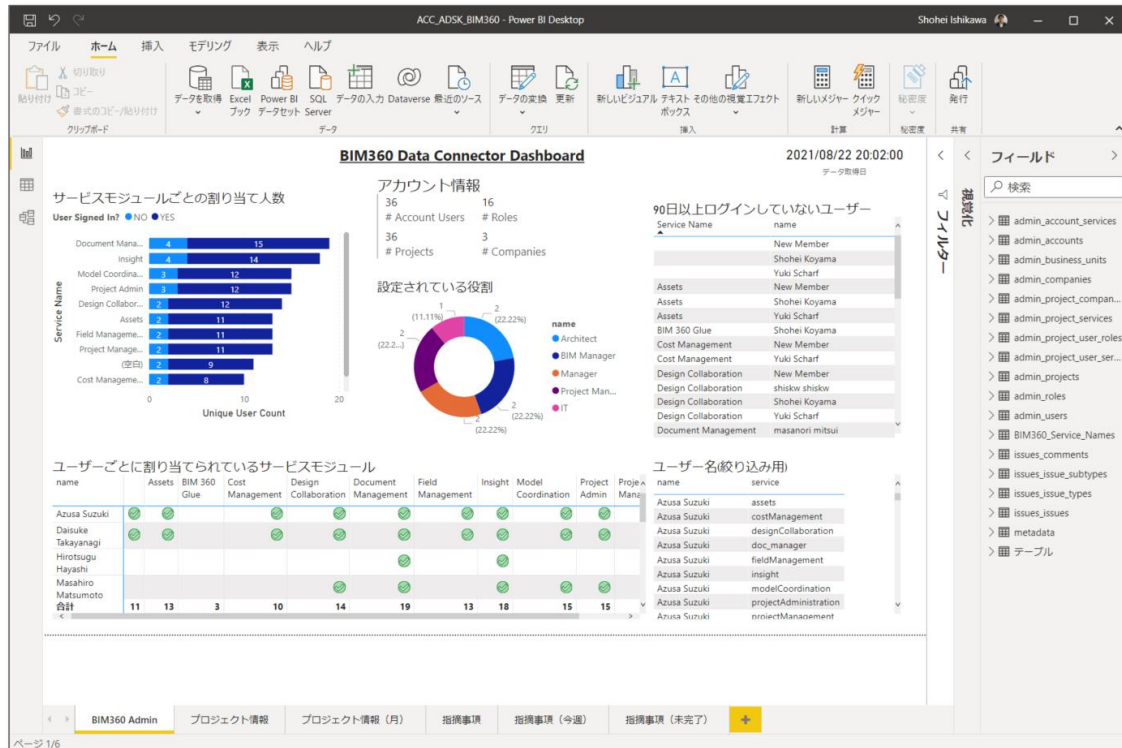 ACC_ADSK_BIM360 - Power BI Desktop
Shohei Ishikawa
ファイル ホーム 挿入 モデリング 表示 ヘルプ
貼り付け
切り取り
コピー
書式のコピー/貼り付け
クリップボード
データを取得
Excel ブック
Power BI データセット
SQL Server
データの入力
Dataverse
最近のソース
データ
データの変換
更新
クエリ
新しいビジュアル
テキスト ボックス
その他の視覚エフェクト
挿入
新しいメジャー
クイック メジャー
計算
秘密度
秘密度
発行
共有
BIM360 Data Connector Dashboard
2021/08/22 20:02:00
データ取得日
サービスモジュールごとの割り当て人数
User Signed In? NO YES
Service Name
Document Mana... 4 15
Insight 4 14
Model Coordina... 3 12
Project Admin 3 12
Design Collabor... 2 12
Assets 2 11
Field Manageme... 2 11
Project Manage... 2 11
(空白) 2 9
Cost Manageme... 2 8
0 10 20
Unique User Count
アカウント情報
36 16
# Account Users # Roles
36 3
# Projects # Companies
設定されている役割
1 (11.11%)
2 (22.22%)
2 (22.2...)
2 (22.22%)
2 (22.22%)
name
Architect
BIM Manager
Manager
Project Man...
IT
90日以上ログインしていないユーザー
Service Name name
New Member
Shohei Koyama
Yuki Scharf
Assets New Member
Assets Shohei Koyama
Assets Yuki Scharf
BIM 360 Glue Shohei Koyama
Cost Management New Member
Cost Management Yuki Scharf
Design Collaboration New Member
Design Collaboration shiskw shiskw
Design Collaboration Shohei Koyama
Design Collaboration Yuki Scharf
Document Management masanori mitsui
ユーザーごとに割り当てられているサービスモジュール
name Assets BIM 360 Glue Cost Management Design Collaboration Document Management Field Management Insight Model Coordination Project Admin Proje Mana
Azusa Suzuki
Daisuke Takayanagi
Hirotsugu Hayashi
Masahiro Matsumoto
合計 11 13 3 10 14 19 13 18 15 15
ユーザー名(絞り込み用)
name service
Azusa Suzuki assets
Azusa Suzuki costManagement
Azusa Suzuki designCollaboration
Azusa Suzuki doc_manager
Azusa Suzuki fieldManagement
Azusa Suzuki insight
Azusa Suzuki modelCoordination
Azusa Suzuki projectAdministration
Azusa Suzuki projectManagement
フィルター
視覚化
フィールド
検索
admin_account_services
admin_accounts
admin_business_units
admin_companies
admin_project_compan...
admin_project_services
admin_project_user_roles
admin_project_user_ser...
admin_projects
admin_roles
admin_users
BIM360_Service_Names
issues_comments
issues_issue_subtypes
issues_issue_types
issues_issues
metadata
テーブル
BIM360 Admin プロジェクト情報 プロジェクト情報（月） 指摘事項 指摘事項（今週） 指摘事項（未完了） +
ページ 1/6